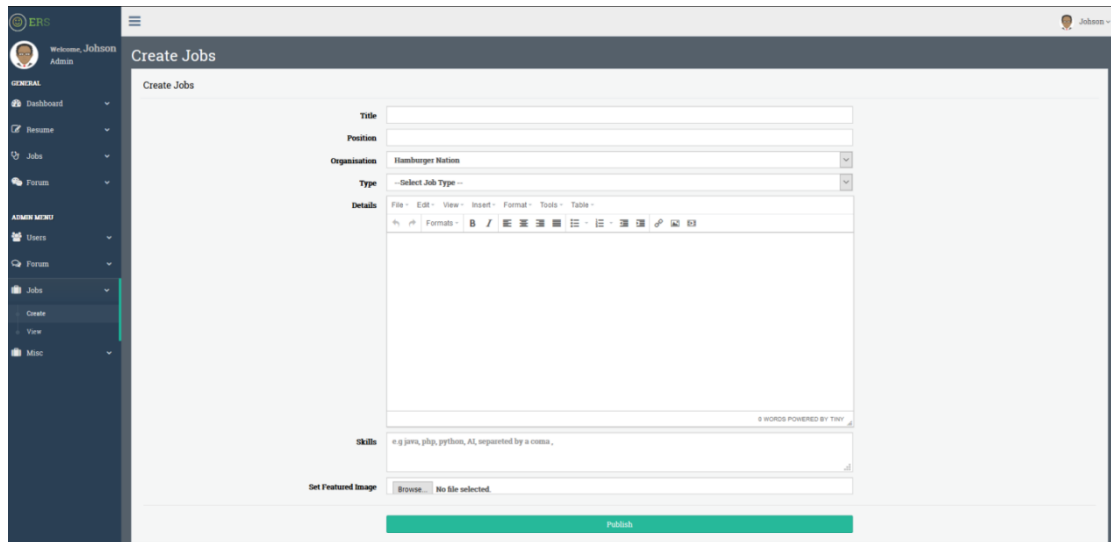 ERS
Johson
Welcome, Johson
Admin
Create Jobs
GENERAL
Dashboard
Resume
Jobs
Forum
ADMIN MENU
Users
Forum
Jobs
Create
View
Misc
Create Jobs
Title
Position
Organisation Hamburger Nation
Type --Select Job Type --
Details File Edit View Insert Format Tools Table
Formats B I
0 WORDS POWERED BY TINY
Skills e.g java, php, python, AI, separeted by a coma ,
Set Featured Image Browse... No file selected.
Publish